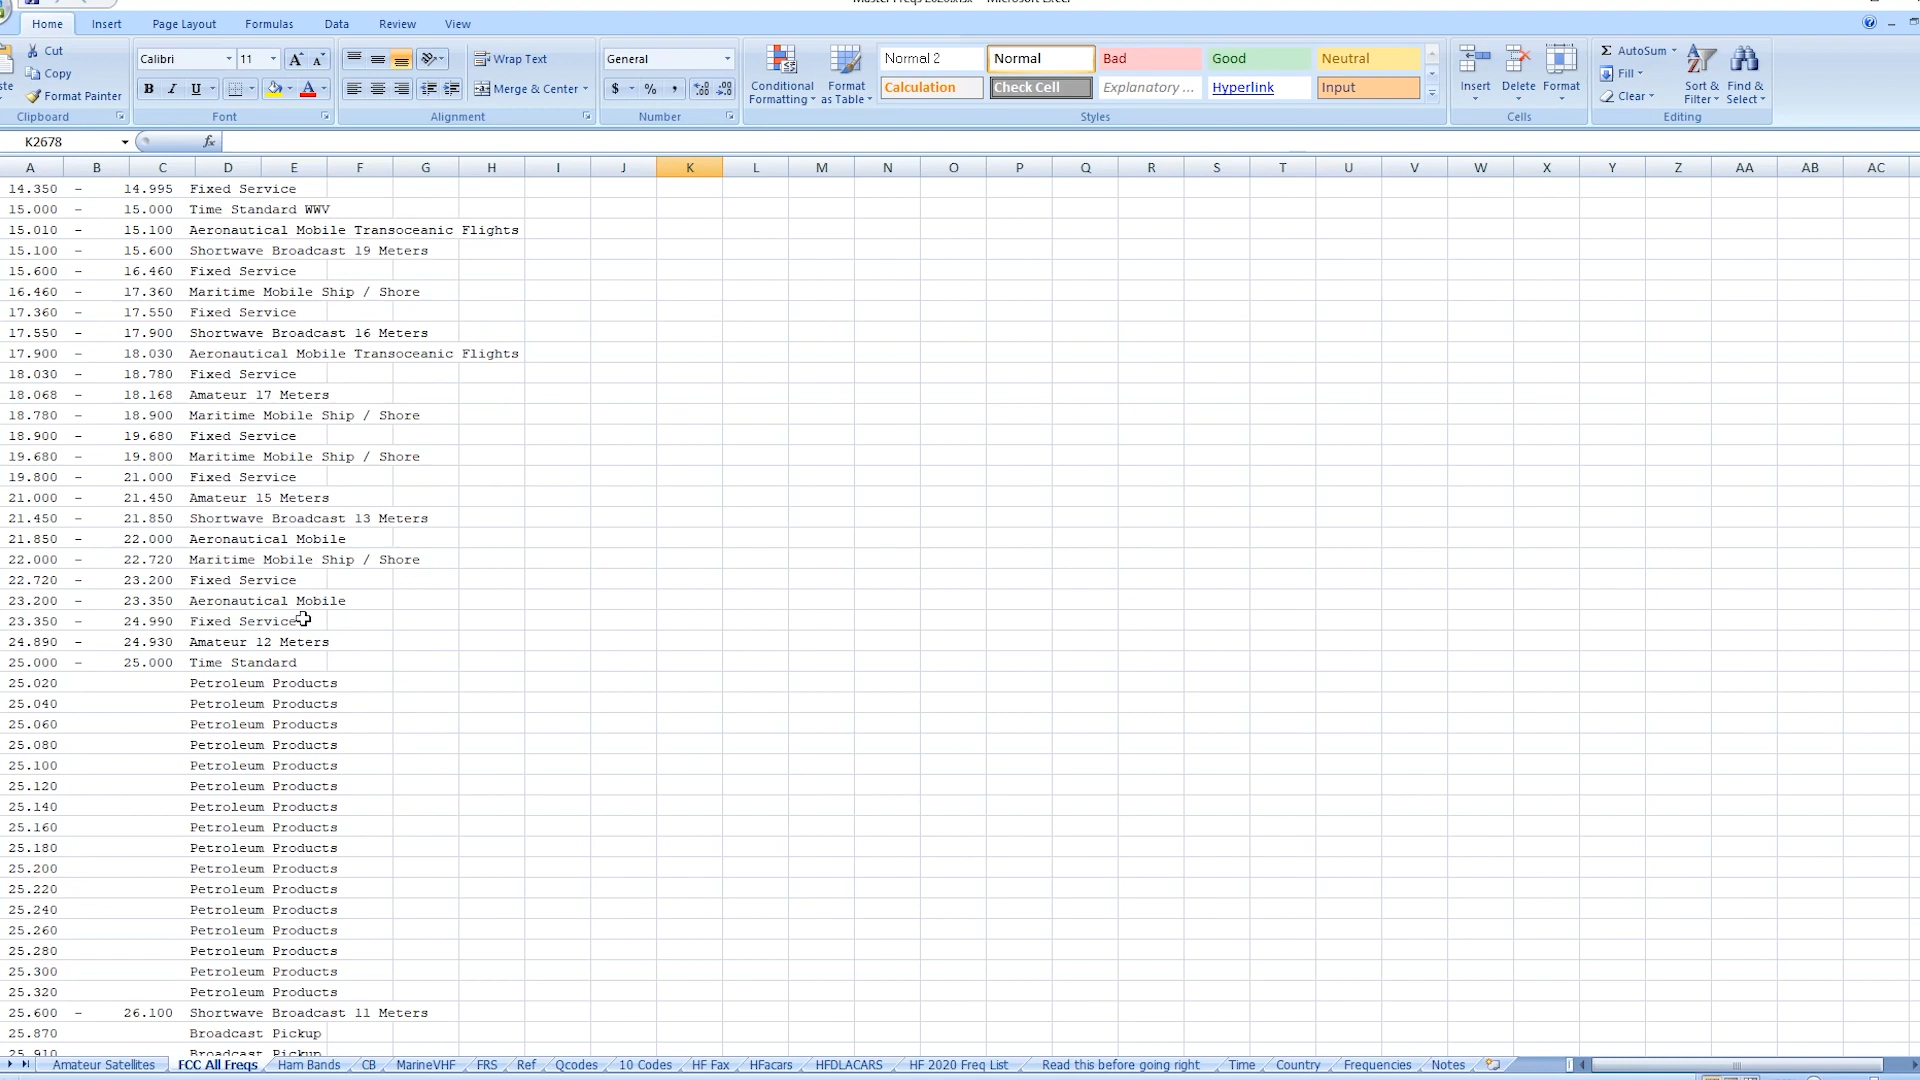 Home Insert Page Layout Formulas Data Review View
Cut
Copy
Format Painter
Clipboard
Calibri 11
B I U
Font
Wrap Text
Merge & Center
Alignment
General
$ % ,
Number
Conditional Formatting
Format as Table
Normal 2 Normal Bad Good Neutral
Calculation Check Cell Explanatory ... Hyperlink Input
Styles
Insert Delete Format
Cells
Σ AutoSum
Fill
Clear
Sort & Filter
Find & Select
Editing
K2678 fx
A B C D E F G H I J K L M N O P Q R S T U V W X Y Z AA AB AC
14.350 - 14.995 Fixed Service
15.000 - 15.000 Time Standard WWV
15.010 - 15.100 Aeronautical Mobile Transoceanic Flights
15.100 - 15.600 Shortwave Broadcast 19 Meters
15.600 - 16.460 Fixed Service
16.460 - 17.360 Maritime Mobile Ship / Shore
17.360 - 17.550 Fixed Service
17.550 - 17.900 Shortwave Broadcast 16 Meters
17.900 - 18.030 Aeronautical Mobile Transoceanic Flights
18.030 - 18.780 Fixed Service
18.068 - 18.168 Amateur 17 Meters
18.780 - 18.900 Maritime Mobile Ship / Shore
18.900 - 19.680 Fixed Service
19.680 - 19.800 Maritime Mobile Ship / Shore
19.800 - 21.000 Fixed Service
21.000 - 21.450 Amateur 15 Meters
21.450 - 21.850 Shortwave Broadcast 13 Meters
21.850 - 22.000 Aeronautical Mobile
22.000 - 22.720 Maritime Mobile Ship / Shore
22.720 - 23.200 Fixed Service
23.200 - 23.350 Aeronautical Mobile
23.350 - 24.990 Fixed Service
24.890 - 24.930 Amateur 12 Meters
25.000 - 25.000 Time Standard
25.020 Petroleum Products
25.040 Petroleum Products
25.060 Petroleum Products
25.080 Petroleum Products
25.100 Petroleum Products
25.120 Petroleum Products
25.140 Petroleum Products
25.160 Petroleum Products
25.180 Petroleum Products
25.200 Petroleum Products
25.220 Petroleum Products
25.240 Petroleum Products
25.260 Petroleum Products
25.280 Petroleum Products
25.300 Petroleum Products
25.320 Petroleum Products
25.600 - 26.100 Shortwave Broadcast 11 Meters
25.870 Broadcast Pickup
25.910 Broadcast Pickup
Amateur Satellites FCC All Freqs Ham Bands CB MarineVHF FRS Ref Qcodes 10 Codes HF Fax HFacars HFDLACARS HF 2020 Freq List Read this before going right Time Country Frequencies Notes